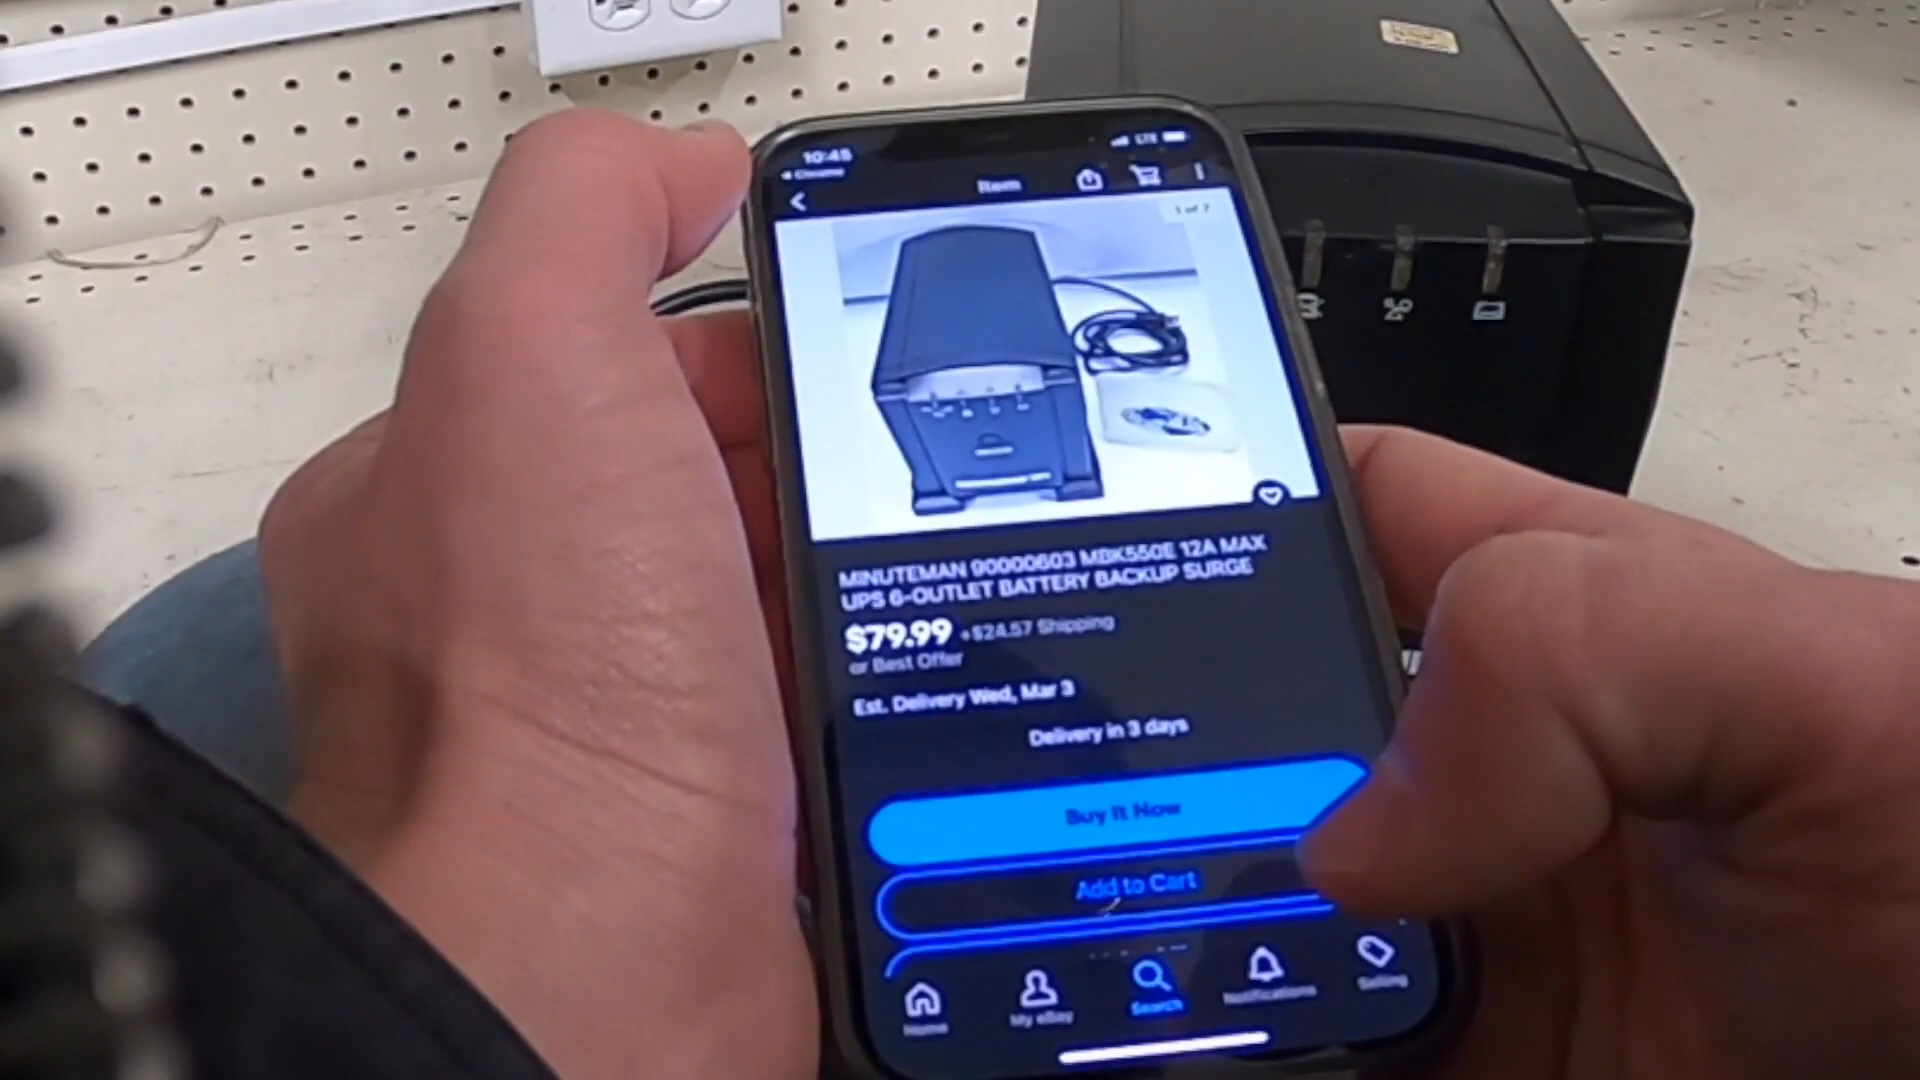 10:45
LTE
Chrome
Item
1 of 7
MINUTEMAN 90000603 MBK550E 12A MAX
UPS 6-OUTLET BATTERY BACKUP SURGE
$79.99 +$24.57 Shipping
or Best Offer
Est. Delivery Wed, Mar 3
Delivery in 3 days
Buy It Now
Add to Cart
Home
My eBay
Search
Notifications
Selling